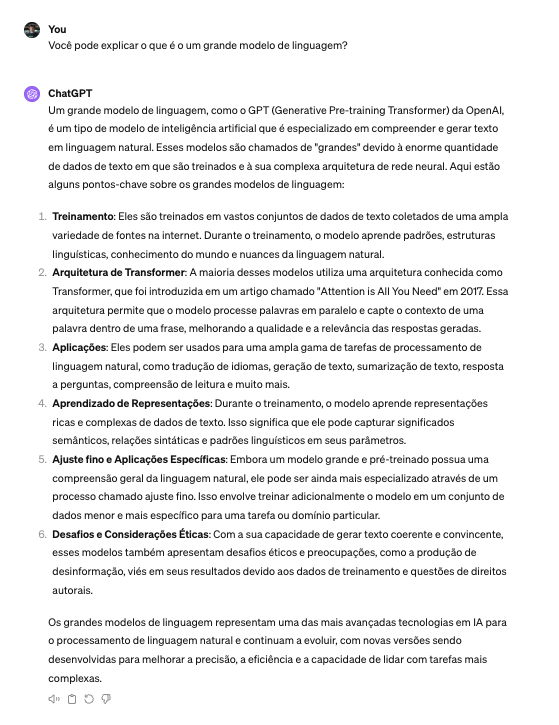 You
Você pode explicar o que é o um grande modelo de linguagem?
ChatGPT
Um grande modelo de linguagem, como o GPT (Generative Pre-training Transformer) da OpenAI,
é um tipo de modelo de inteligência artificial que é especializado em compreender e gerar texto
em linguagem natural. Esses modelos são chamados de "grandes" devido à enorme quantidade
de dados de texto em que são treinados e à sua complexa arquitetura de rede neural. Aqui estão
alguns pontos-chave sobre os grandes modelos de linguagem:
1. Treinamento: Eles são treinados em vastos conjuntos de dados de texto coletados de uma ampla
variedade de fontes na internet. Durante o treinamento, o modelo aprende padrões, estruturas
linguísticas, conhecimento do mundo e nuances da linguagem natural.
2. Arquitetura de Transformer: A maioria desses modelos utiliza uma arquitetura conhecida como
Transformer, que foi introduzida em um artigo chamado "Attention is All You Need" em 2017. Essa
arquitetura permite que o modelo processe palavras em paralelo e capte o contexto de uma
palavra dentro de uma frase, melhorando a qualidade e a relevância das respostas geradas.
3. Aplicações: Eles podem ser usados para uma ampla gama de tarefas de processamento de
linguagem natural, como tradução de idiomas, geração de texto, sumarização de texto, resposta
a perguntas, compreensão de leitura e muito mais.
4. Aprendizado de Representações: Durante o treinamento, o modelo aprende representações
ricas e complexas de dados de texto. Isso significa que ele pode capturar significados
semânticos, relações sintáticas e padrões linguísticos em seus parâmetros.
5. Ajuste fino e Aplicações Específicas: Embora um modelo grande e pré-treinado possua uma
compreensão geral da linguagem natural, ele pode ser ainda mais especializado através de um
processo chamado ajuste fino. Isso envolve treinar adicionalmente o modelo em um conjunto de
dados menor e mais específico para uma tarefa ou domínio particular.
6. Desafios e Considerações Éticas: Com a sua capacidade de gerar texto coerente e convincente,
esses modelos também apresentam desafios éticos e preocupações, como a produção de
desinformação, viés em seus resultados devido aos dados de treinamento e questões de direitos
autorais.
Os grandes modelos de linguagem representam uma das mais avançadas tecnologias em IA para
o processamento de linguagem natural e continuam a evoluir, com novas versões sendo
desenvolvidas para melhorar a precisão, a eficiência e a capacidade de lidar com tarefas mais
complexas.